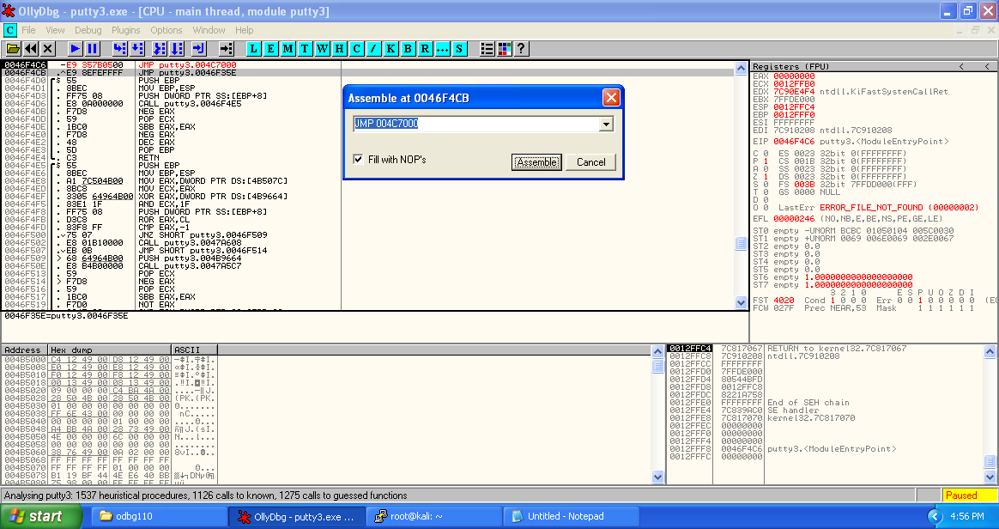 OllyDbg - putty3.exe - [CPU - main thread, module putty3]
C File View Debug Plugins Options Window Help
L E M T W H C / K B R ... S ?
0046F4C6 -E9 357B0500 JMP putty3.004C7000
0046F4CB .^E9 8EFEFFFF JMP putty3.0046F35E
0046F4D0 $ 55 PUSH EBP
0046F4D1 . 8BEC MOV EBP,ESP
0046F4D3 . FF75 08 PUSH DWORD PTR SS:[EBP+8]
0046F4D6 . E8 0A000000 CALL putty3.0046F4E5
0046F4DB . F7D8 NEG EAX
0046F4DD . 59 POP ECX
0046F4DE . 1BC0 SBB EAX,EAX
0046F4E0 . F7D8 NEG EAX
0046F4E2 . 48 DEC EAX
0046F4E3 . 5D POP EBP
0046F4E4 . C3 RETN
0046F4E5 $ 55 PUSH EBP
0046F4E6 . 8BEC MOV EBP,ESP
0046F4E8 . A1 7C504B00 MOV EAX,DWORD PTR DS:[4B507C]
0046F4ED . 8BC8 MOV ECX,EAX
0046F4EF . 3305 64964B00 XOR EAX,DWORD PTR DS:[4B9664]
0046F4F5 . 83E1 1F AND ECX,1F
0046F4F8 . FF75 08 PUSH DWORD PTR SS:[EBP+8]
0046F4FB . D3C8 ROR EAX,CL
0046F4FD . 83F8 FF CMP EAX,-1
0046F500 .v75 07 JNZ SHORT putty3.0046F509
0046F502 . E8 01B10000 CALL putty3.0047A608
0046F507 .vEB 0B JMP SHORT putty3.0046F514
0046F509 > 68 64964B00 PUSH putty3.004B9664
0046F50E . E8 B4B00000 CALL putty3.0047A5C7
0046F513 . 59 POP ECX
0046F514 > F7D8 NEG EAX
0046F516 . 59 POP ECX
0046F517 . 1BC0 SBB EAX,EAX
0046F519 . F7D0 NOT EAX
0046F35E=putty3.0046F35E
Assemble at 0046F4CB
JMP 004C7000
Fill with NOP's
Assemble
Cancel
Registers (FPU) < <
EAX 00000000
ECX 0012FFB0
EDX 7C90E4F4 ntdll.KiFastSystemCallRet
EBX 7FFDE000
ESP 0012FFC4
EBP 0012FFF0
ESI FFFFFFFF
EDI 7C910208 ntdll.7C910208
EIP 0046F4C6 putty3.<ModuleEntryPoint>
C 0 ES 0023 32bit 0(FFFFFFFF)
P 1 CS 001B 32bit 0(FFFFFFFF)
A 0 SS 0023 32bit 0(FFFFFFFF)
Z 1 DS 0023 32bit 0(FFFFFFFF)
S 0 FS 003B 32bit 7FFDD000(FFF)
T 0 GS 0000 NULL
D 0
O 0 LastErr ERROR_FILE_NOT_FOUND (00000002)
EFL 00000246 (NO,NB,E,BE,NS,PE,GE,LE)
ST0 empty -UNORM BCBC 01050104 005C0030
ST1 empty +UNORM 0069 006E0069 002E0067
ST2 empty 0.0
ST3 empty 0.0
ST4 empty 0.0
ST5 empty 0.0
ST6 empty 1.0000000000000000000
ST7 empty 1.0000000000000000000
3 2 1 0 E S P U O Z D I
FST 4020 Cond 1 0 0 0 Err 0 0 1 0 0 0 0 0 (EQ
FCW 027F Prec NEAR,53 Mask 1 1 1 1 1 1
Address Hex dump ASCII
004B5000 C4 12 49 00 D8 12 49 00
004B5008 E0 12 49 00 E8 12 49 00
004B5010 F0 12 49 00 F8 12 49 00
004B5018 00 13 49 00 08 13 49 00
004B5020 09 00 00 00 C4 BA 4A 00
004B5028 28 50 4B 00 28 50 4B 00 (PK.(PK.
004B5030 01 00 00 00 00 00 00 00
004B5038 FF 6E 43 00 00 00 00 00 nC.....
004B5040 00 00 00 00 01 00 00 00
004B5048 A4 BB 4A 00 28 73 49 00 ñ╗J.(sI.
004B5050 4E 00 00 00 6C 00 00 00 N...l...
004B5058 00 00 00 00 00 00 00 00 ........
004B5060 38 76 49 00 0A 02 00 00
004B5068 FF FF FF FF FF FF FF FF
004B5070 FF FF FF FF 01 00 00 00
004B5078 B1 19 BF 44 4E E6 40 BB
004B5080 75 98 00 00 FF FF FF FF
0012FFC4 7C817067 RETURN to kernel32.7C817067
0012FFC8 7C910208 ntdll.7C910208
0012FFCC FFFFFFFF
0012FFD0 7FFDE000
0012FFD4 80544BFD
0012FFD8 0012FFC8
0012FFDC 8221A758
0012FFE0 FFFFFFFF End of SEH chain
0012FFE4 7C839AC0 SE handler
0012FFE8 7C817070 kernel32.7C817070
0012FFEC 00000000
0012FFF0 00000000
0012FFF4 00000000
0012FFF8 0046F4C6 putty3.<ModuleEntryPoint>
0012FFFC 00000000
Analysing putty3: 1537 heuristical procedures, 1126 calls to known, 1275 calls to guessed functions
Paused
start
odbg110
OllyDbg - putty3.exe ...
root@kali: ~
Untitled - Notepad
4:56 PM